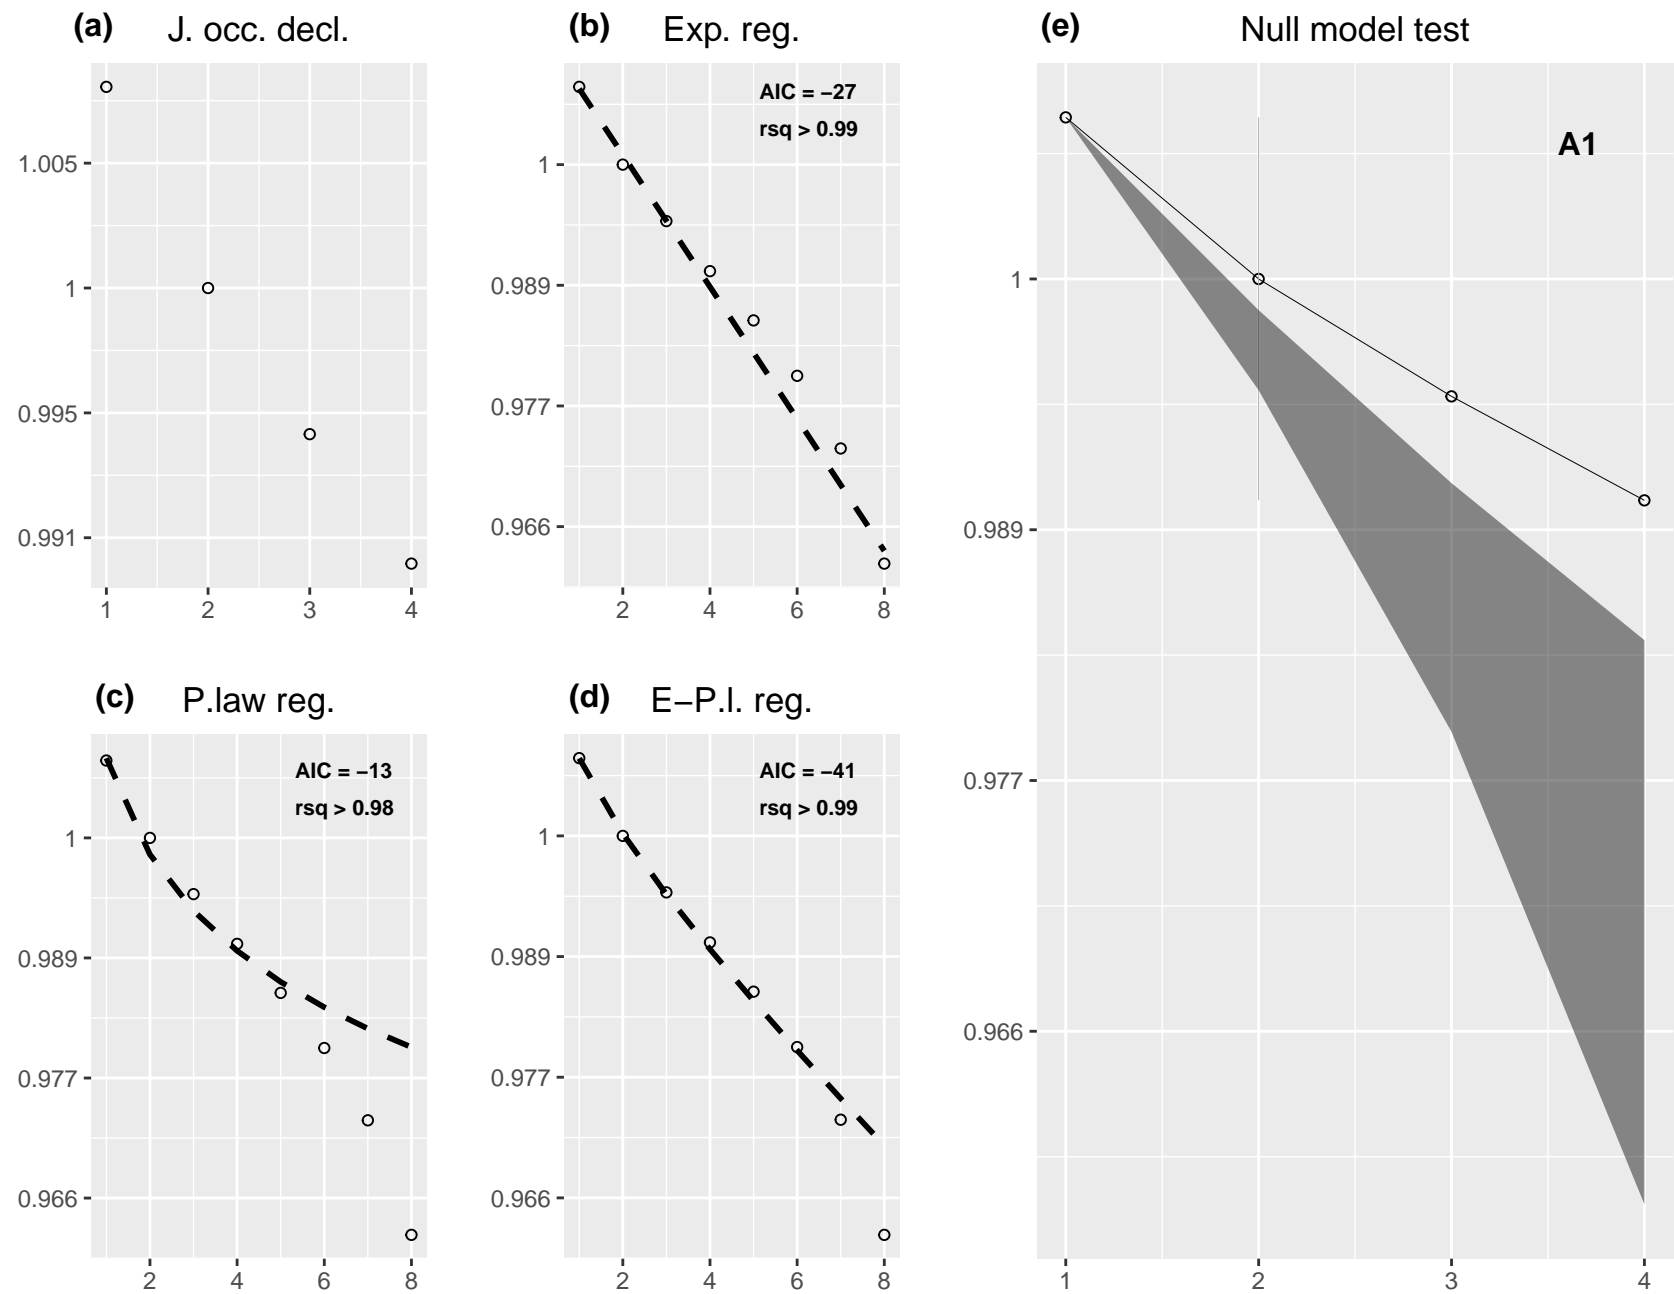 (a) J. occ. decl.
1.005
1
0.995
0.991
1 2 3 4
(b) Exp. reg.
AIC = −27
rsq > 0.99
1
0.989
0.977
0.966
2 4 6 8
(c) P.law reg.
AIC = −13
rsq > 0.98
1
0.989
0.977
0.966
2 4 6 8
(d) E−P.l. reg.
AIC = −41
rsq > 0.99
1
0.989
0.977
0.966
2 4 6 8
(e) Null model test
A1
1
0.989
0.977
0.966
1 2 3 4